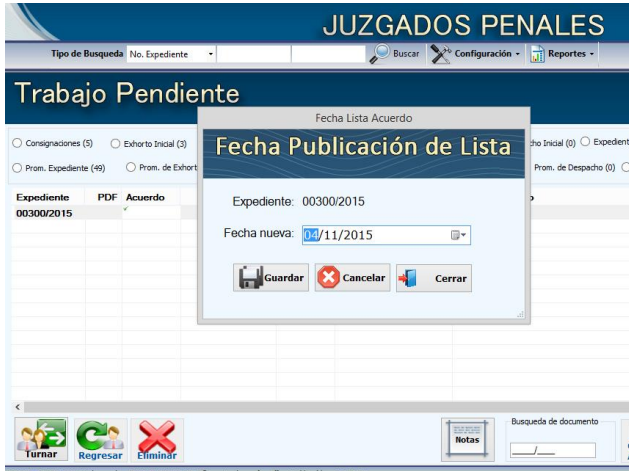 JUZGADOS PENALES
Tipo de Busqueda No. Expediente Buscar Configuración Reportes
Trabajo Pendiente
Fecha Lista Acuerdo
Fecha Publicación de Lista
Consignaciones (5) Exhorto Inicial (3) Inicial (0)
Prom. Expediente (49) Prom. de Prom. de Despacho (0)
Expediente PDF Acuerdo
00300/2015
Expediente: 00300/2015
Fecha nueva: 04/11/2015
Guardar Cancelar Cerrar
Turnar Regresar Eliminar
Notas
Busqueda de documento
____/__